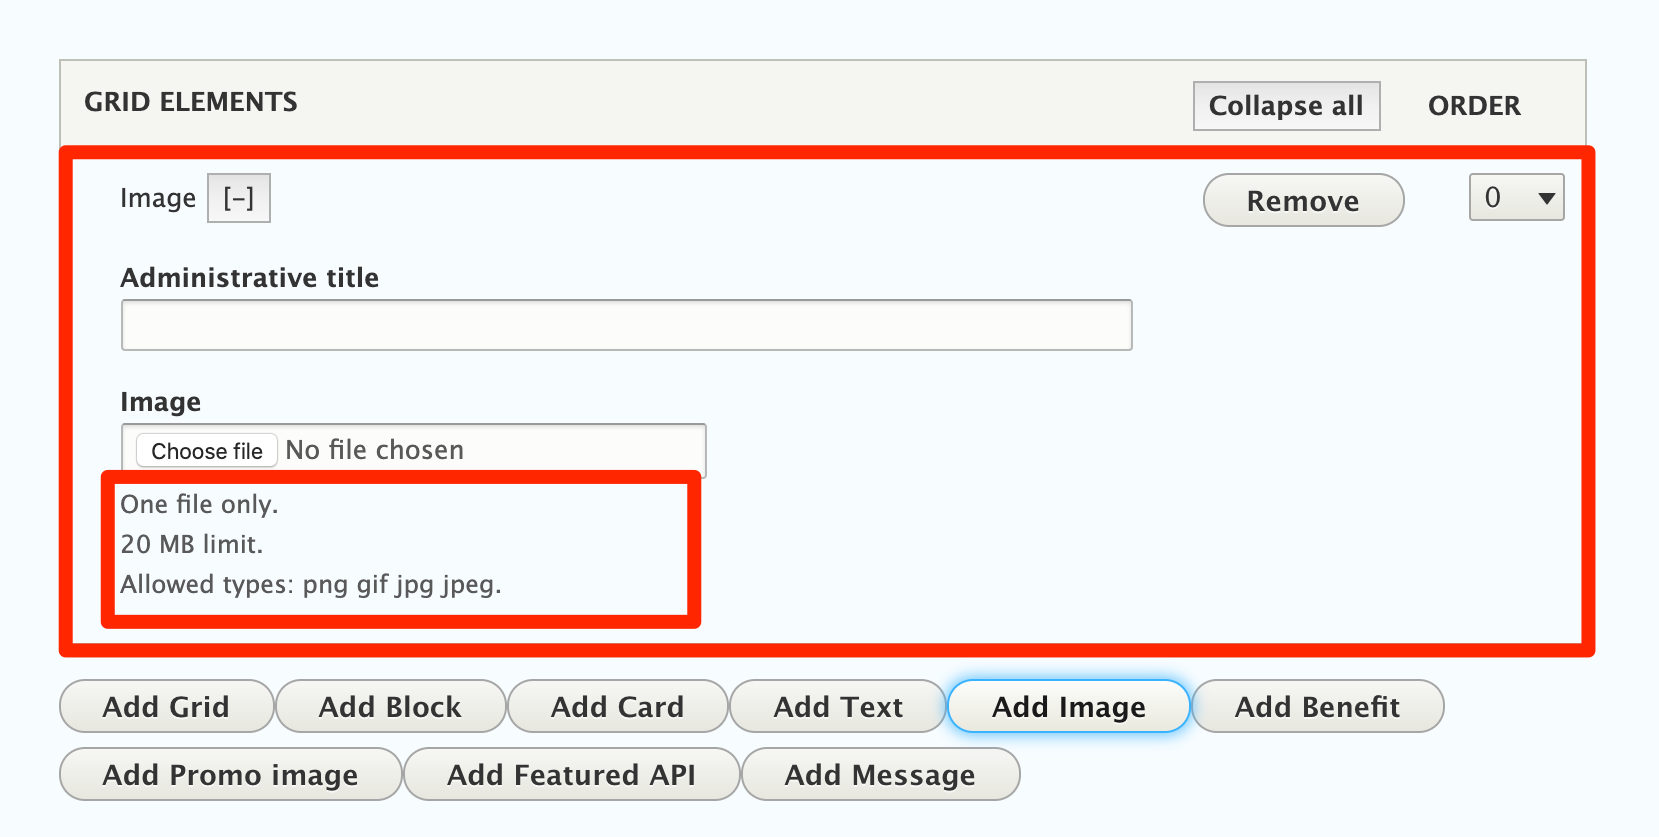 GRID ELEMENTS Collapse all ORDER
Image [–] Remove 0
Administrative title
Image
Choose file No file chosen
One file only.
20 MB limit.
Allowed types: png gif jpg jpeg.
Add Grid Add Block Add Card Add Text Add Image Add Benefit
Add Promo image Add Featured API Add Message